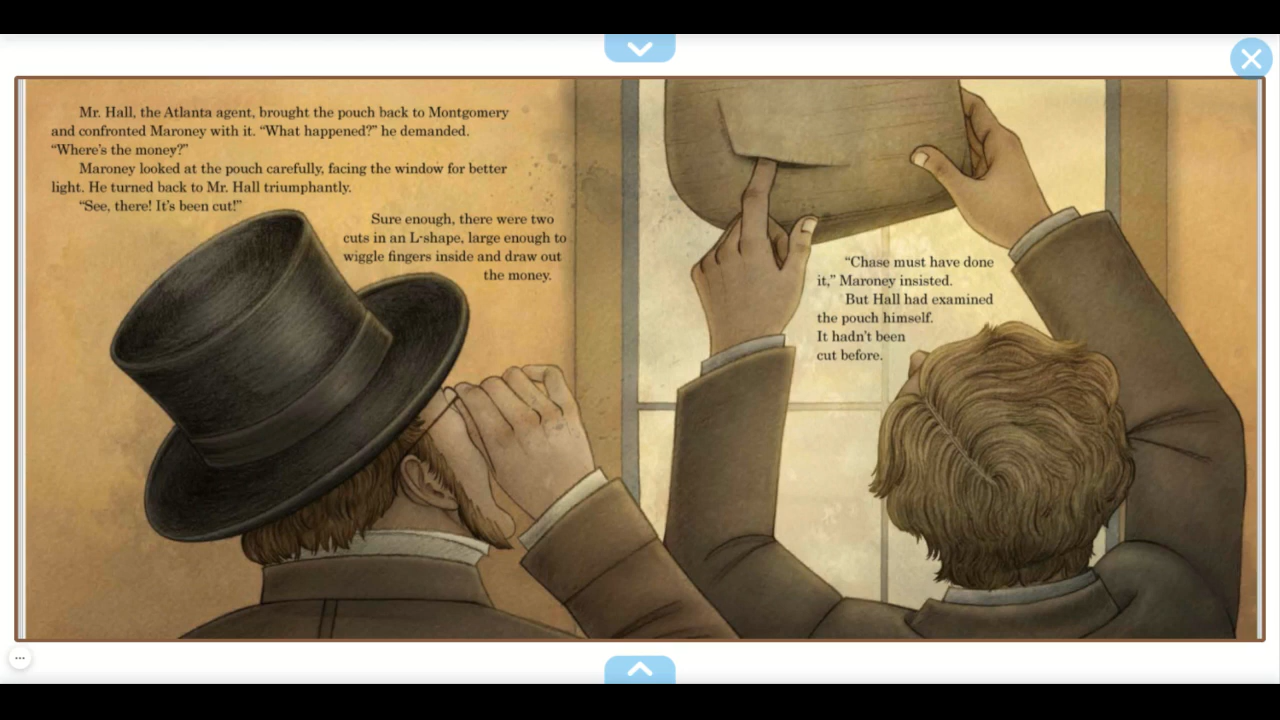 Mr. Hall, the Atlanta agent, brought the pouch back to Montgomery
and confronted Maroney with it. “What happened?” he demanded.
“Where’s the money?”
Maroney looked at the pouch carefully, facing the window for better
light. He turned back to Mr. Hall triumphantly.
“See, there! It’s been cut!”
Sure enough, there were two
cuts in an L-shape, large enough to
wiggle fingers inside and draw out
the money.
“Chase must have done
it,” Maroney insisted.
But Hall had examined
the pouch himself.
It hadn’t been
cut before.